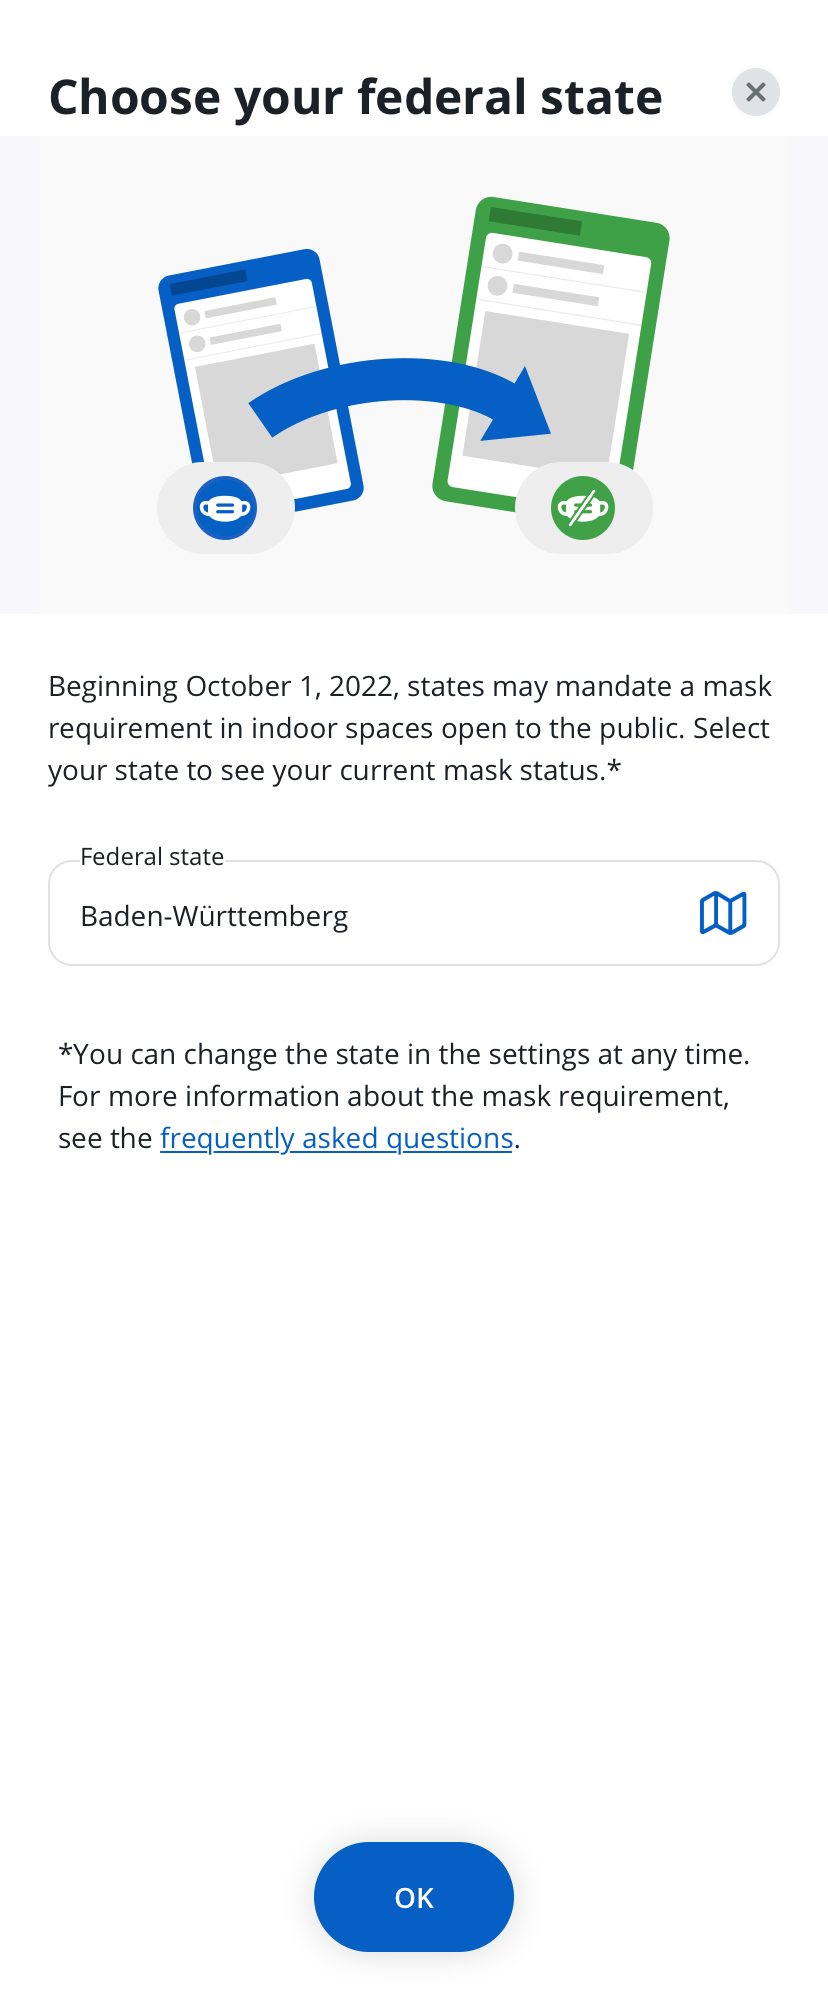 Choose your federal state
Beginning October 1, 2022, states may mandate a mask
requirement in indoor spaces open to the public. Select
your state to see your current mask status.*
Federal state
Baden-Württemberg
*You can change the state in the settings at any time.
For more information about the mask requirement,
see the frequently asked questions.
OK